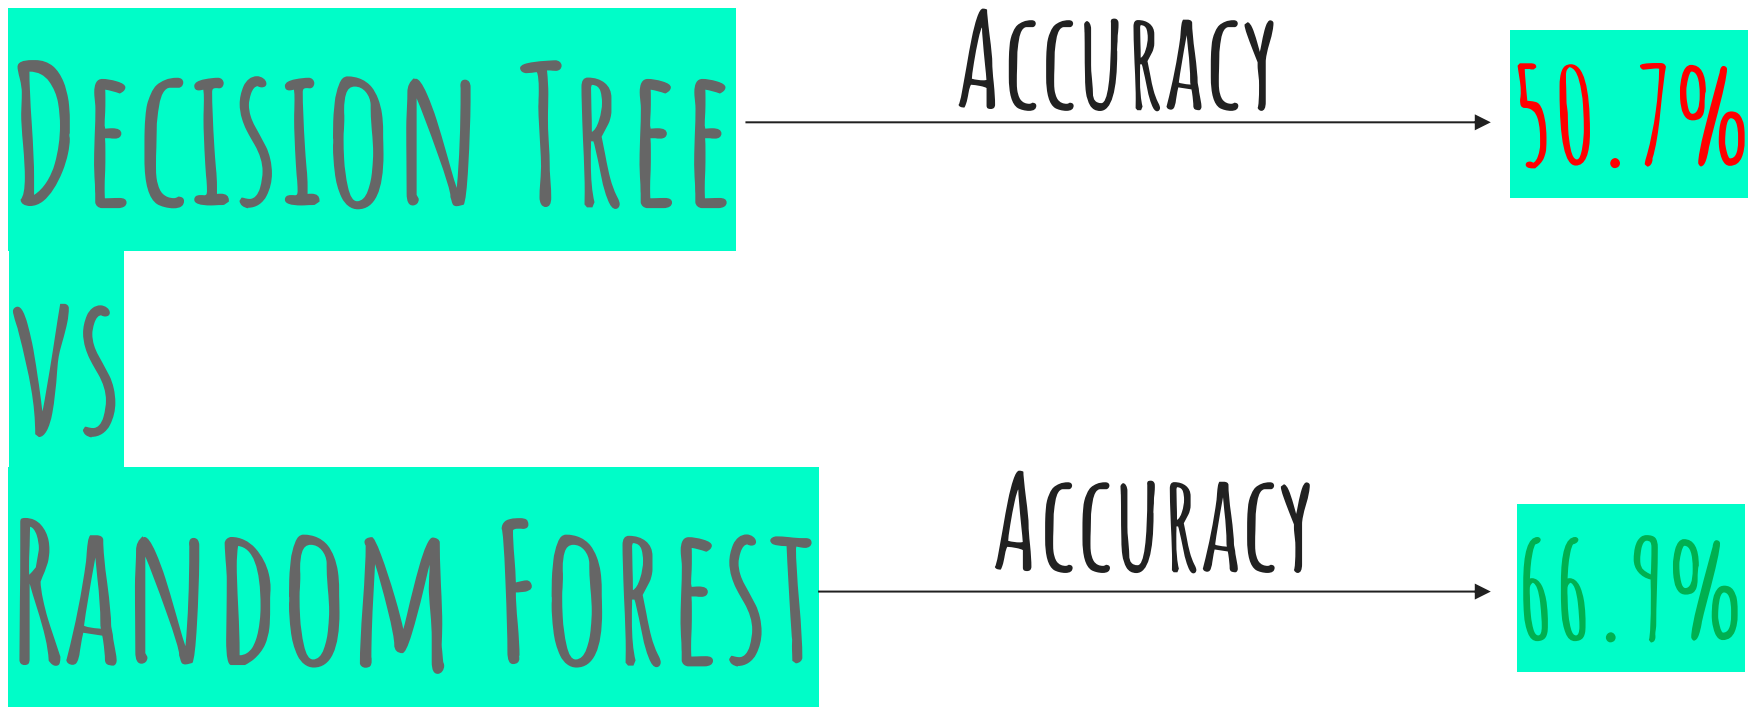 Decision Tree
Accuracy
50.7%
vs
Random Forest
Accuracy
66.9%